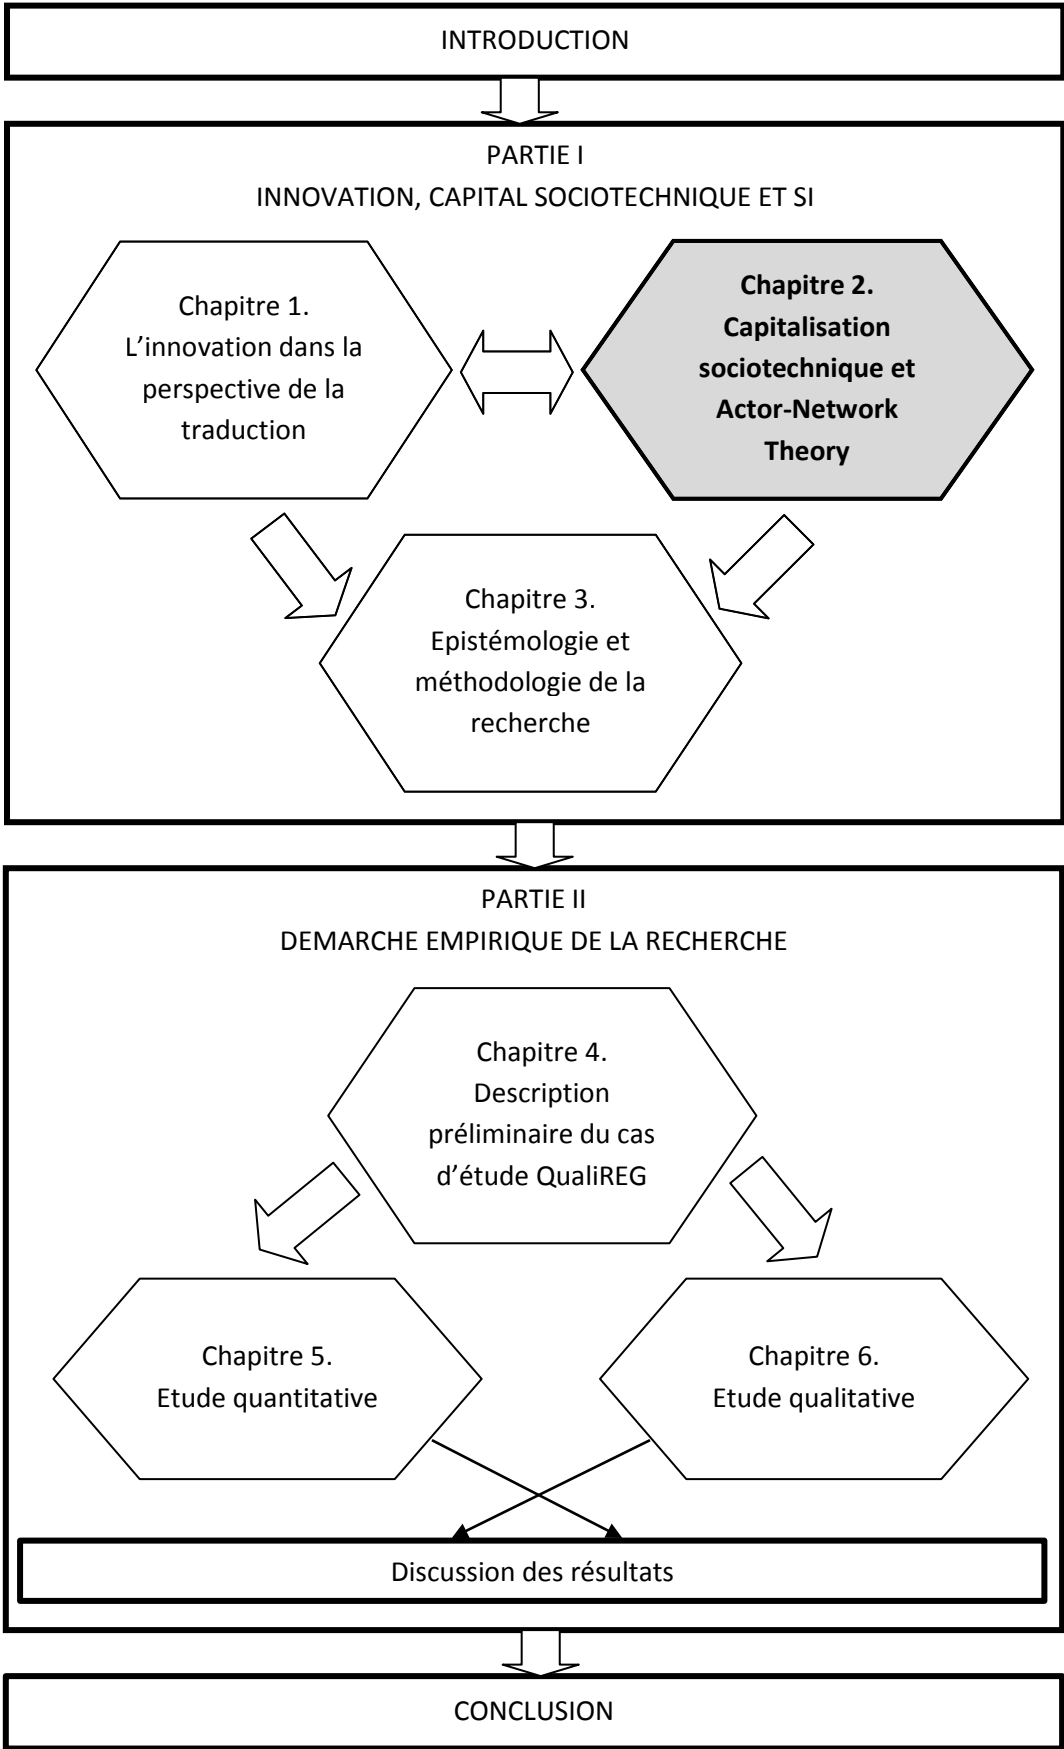 INTRODUCTION
PARTIE I
INNOVATION, CAPITAL SOCIOTECHNIQUE ET SI
Chapitre 1.
L’innovation dans la
perspective de la
traduction
Chapitre 2.
Capitalisation
sociotechnique et
Actor-Network
Theory
Chapitre 3.
Epistémologie et
méthodologie de la
recherche
PARTIE II
DEMARCHE EMPIRIQUE DE LA RECHERCHE
Chapitre 4.
Description
préliminaire du cas
d’étude QualiREG
Chapitre 5.
Etude quantitative
Chapitre 6.
Etude qualitative
Discussion des résultats
CONCLUSION